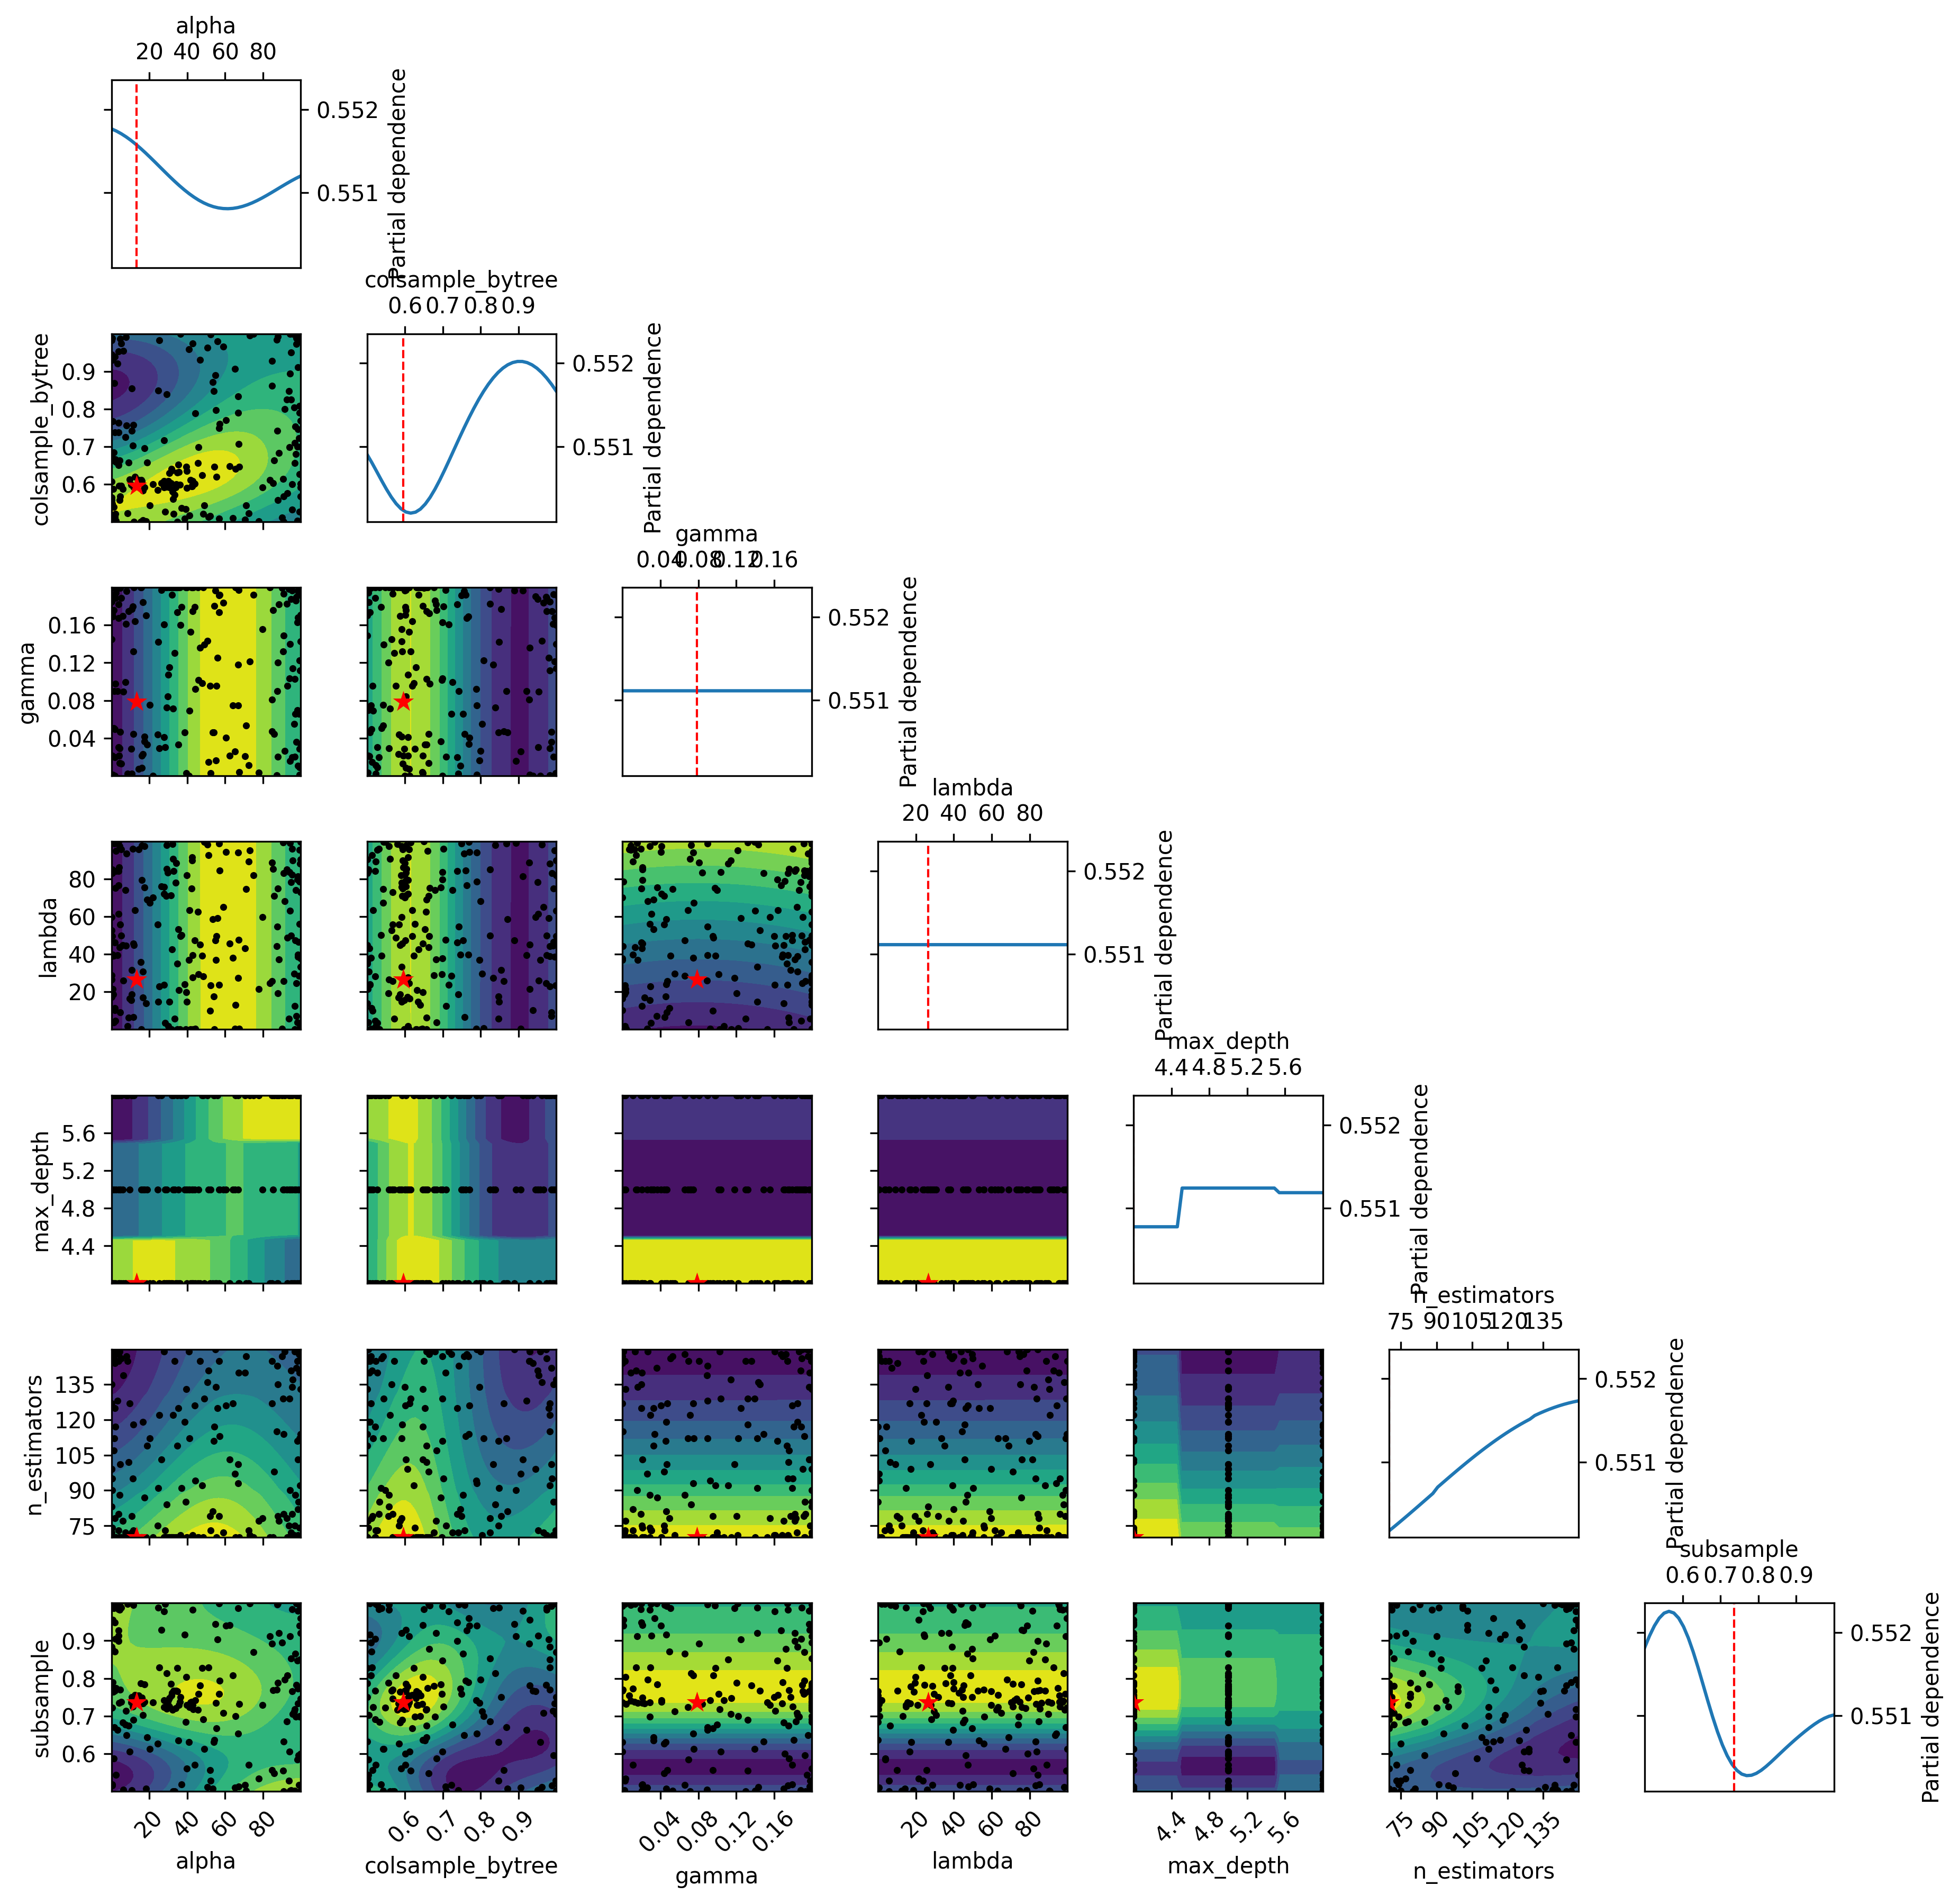 alpha
20 40 60 80
0.552
0.551
Partial dependence
colsample_bytree
0.6 0.7 0.8 0.9
0.552
0.551
Partial dependence
colsample_bytree
0.9
0.8
0.7
0.6
gamma
0.04 0.08 0.12 0.16
0.552
0.551
Partial dependence
gamma
0.16
0.12
0.08
0.04
lambda
20 40 60 80
0.552
0.551
Partial dependence
lambda
80
60
40
20
max_depth
4.4 4.8 5.2 5.6
0.552
0.551
Partial dependence
max_depth
5.6
5.2
4.8
4.4
n_estimators
75 90 105 120 135
0.552
0.551
Partial dependence
n_estimators
135
120
105
90
75
subsample
0.6 0.7 0.8 0.9
0.552
0.551
Partial dependence
subsample
0.9
0.8
0.7
0.6
20 40 60 80
alpha
0.6 0.7 0.8 0.9
colsample_bytree
0.04 0.08 0.12 0.16
gamma
20 40 60 80
lambda
4.4 4.8 5.2 5.6
max_depth
75 90 105 120 135
n_estimators